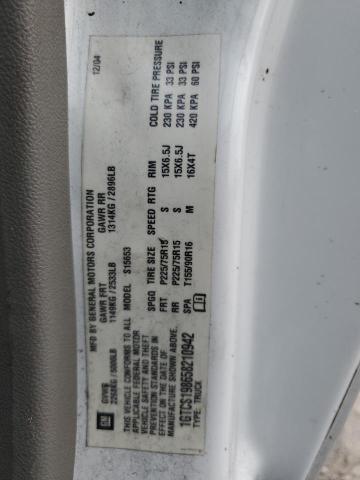 GM
MFD BY GENERAL MOTORS CORPORATION
12/04
GVWR GAWR FRT GAWR RR
2268KG/5000LB 1149KG/2533LB 1314KG/2896LB
THIS VEHICLE CONFORMS TO ALL
APPLICABLE FEDERAL MOTOR
VEHICLE SAFETY AND THEFT
PREVENTION STANDARDS IN
EFFECT ON THE DATE OF
MANUFACTURE SHOWN ABOVE.
1GTCS198658210942
TYPE: TRUCK
MODEL: S15653
SPGO TIRE SIZE SPEED RTG RIM COLD TIRE PRESSURE
FRT P225/75R15 S 15X6.5J 230 KPA 33 PSI
RR P225/75R15 S 15X6.5J 230 KPA 33 PSI
T155/90R16 M 16X4T 420 KPA 60 PSI